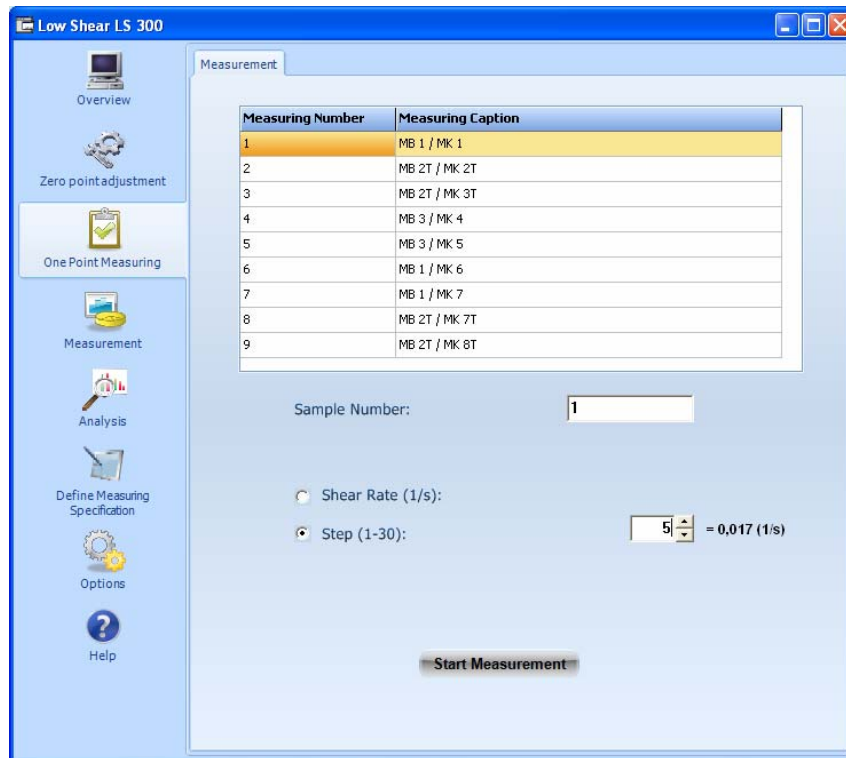 Low Shear LS 300
Overview
Zero point adjustment
One Point Measuring
Measurement
Analysis
Define Measuring
Specification
Options
Help
Measurement
Measuring Number Measuring Caption
1 MB 1 / MK 1
2 MB 2T / MK 2T
3 MB 2T / MK 3T
4 MB 3 / MK 4
5 MB 3 / MK 5
6 MB 1 / MK 6
7 MB 1 / MK 7
8 MB 2T / MK 7T
9 MB 2T / MK 8T
Sample Number: 1
Shear Rate (1/s):
Step (1-30): 5 = 0,017 (1/s)
Start Measurement